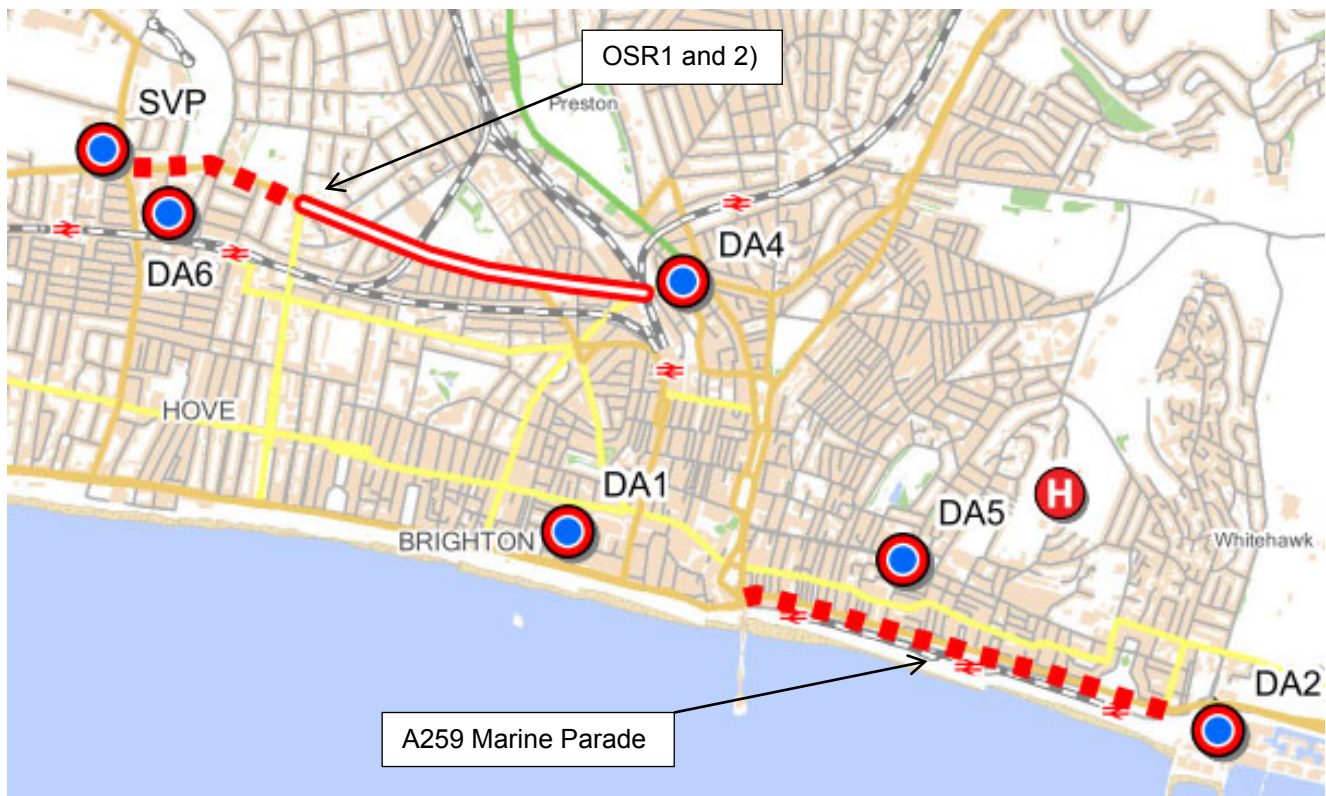 OSR1 and 2)
SVP
Preston
DA4
DA6
HOVE
DA1
BRIGHTON
DA5
H
Whitehawk
DA2
A259 Marine Parade